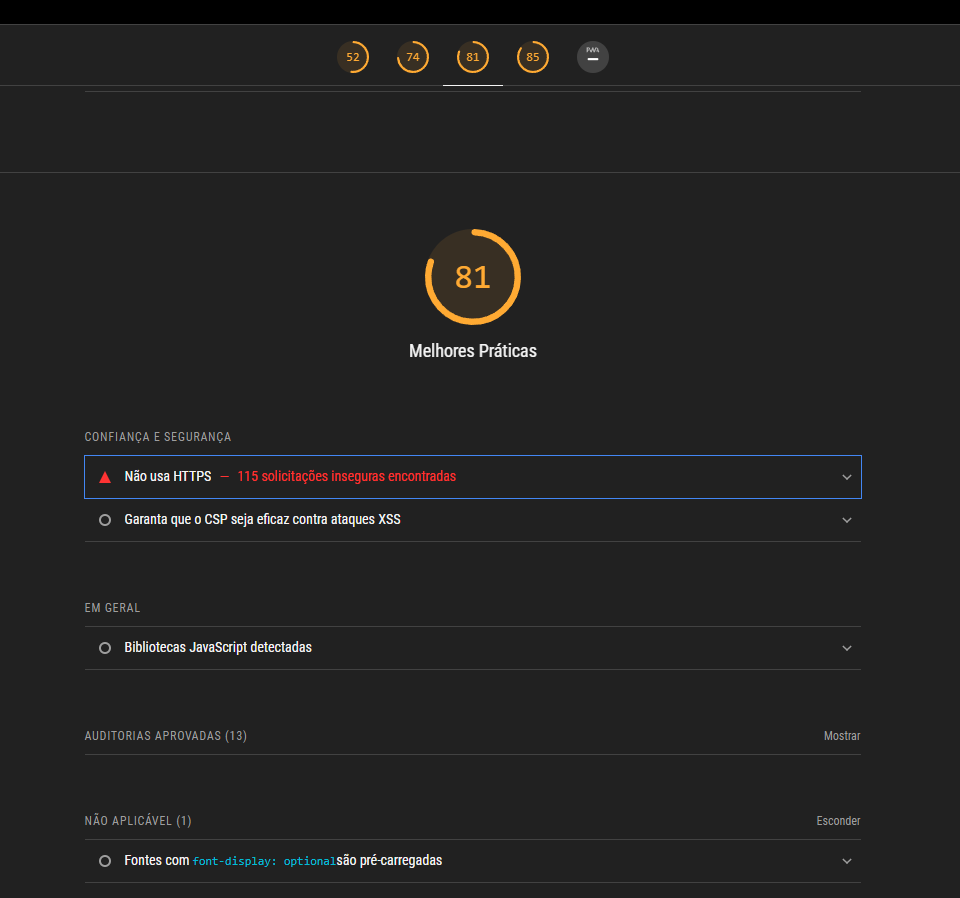 52 74 81 85 PWA
81
Melhores Práticas
CONFIANÇA E SEGURANÇA
Não usa HTTPS — 115 solicitações inseguras encontradas
Garanta que o CSP seja eficaz contra ataques XSS
EM GERAL
Bibliotecas JavaScript detectadas
AUDITORIAS APROVADAS (13) Mostrar
NÃO APLICÁVEL (1) Esconder
Fontes com font-display: optionalsão pré-carregadas